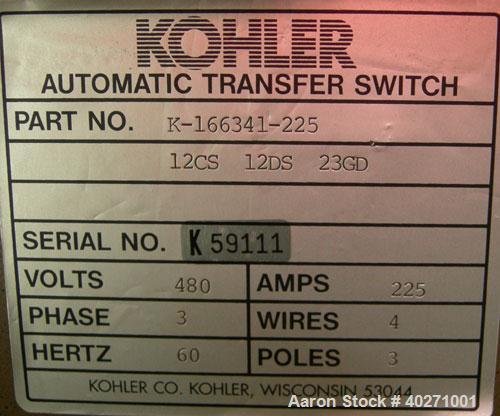 KOHLER
AUTOMATIC TRANSFER SWITCH
PART NO. K-166341-225
12CS 12DS 23GD
SERIAL NO. K 59111
VOLTS 480 AMPS 225
PHASE 3 WIRES 4
HERTZ 60 POLES 3
KOHLER CO. KOHLER, WISCONSIN 53044
Aaron Stock # 40271001